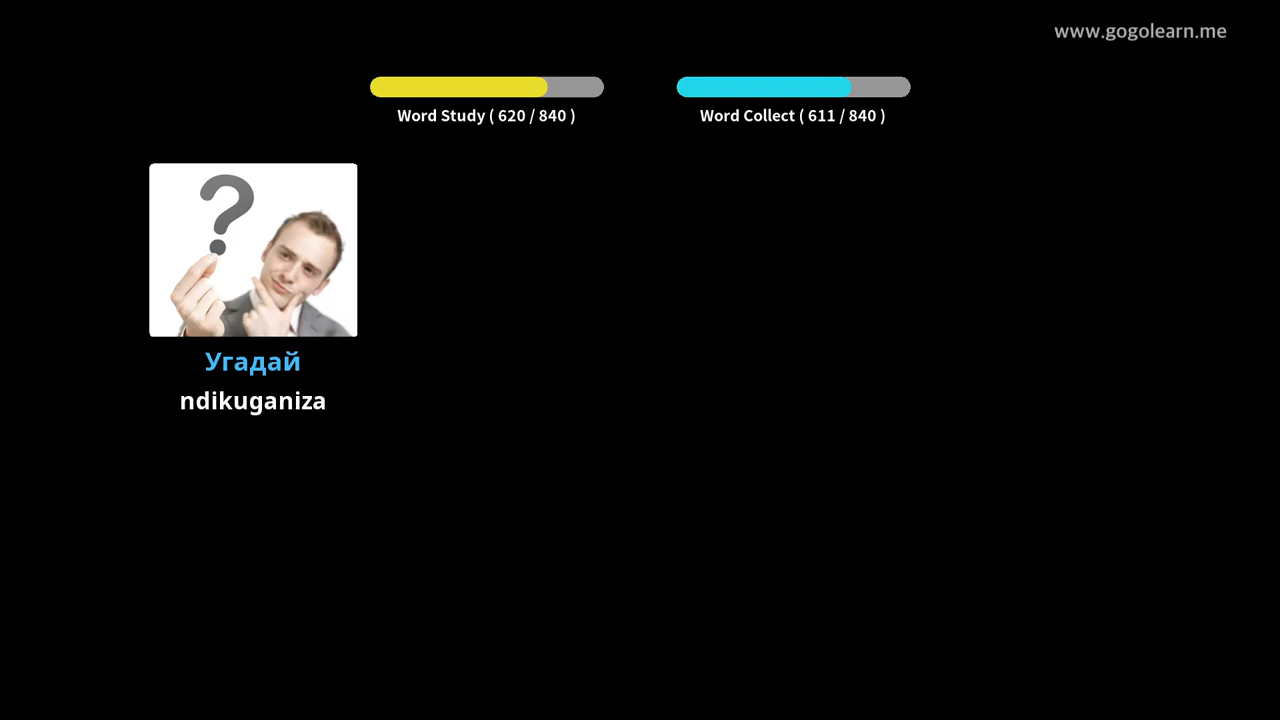 www.gogolearn.me
Word Study ( 620 / 840 )
Word Collect ( 611 / 840 )
?
Угадай
ndikuganiza